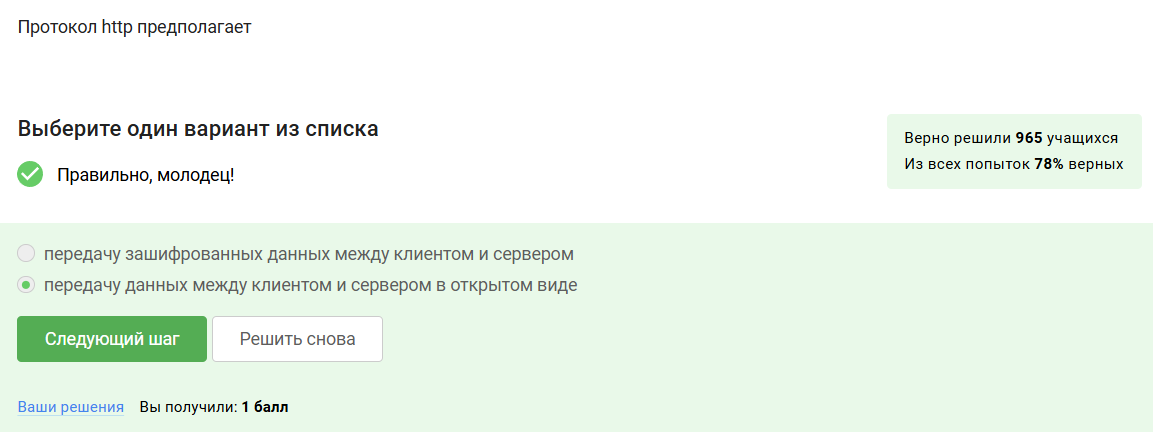 Протокол http предполагает
Выберите один вариант из списка
Правильно, молодец!
Верно решили 965 учащихся
Из всех попыток 78% верных
передачу зашифрованных данных между клиентом и сервером
передачу данных между клиентом и сервером в открытом виде
Следующий шаг
Решить снова
Ваши решения
Вы получили: 1 балл